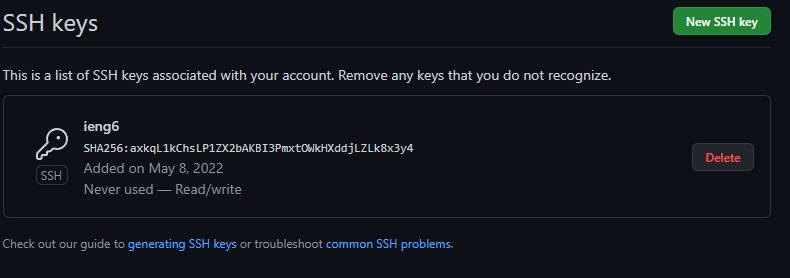 SSH keys
New SSH key
This is a list of SSH keys associated with your account. Remove any keys that you do not recognize.
ieng6
SHA256:axkqL1kChsLP1ZX2bAKBI3PmxtOWkHXddjLZLk8x3y4
SSH
Added on May 8, 2022
Never used — Read/write
Delete
Check out our guide to generating SSH keys or troubleshoot common SSH problems.